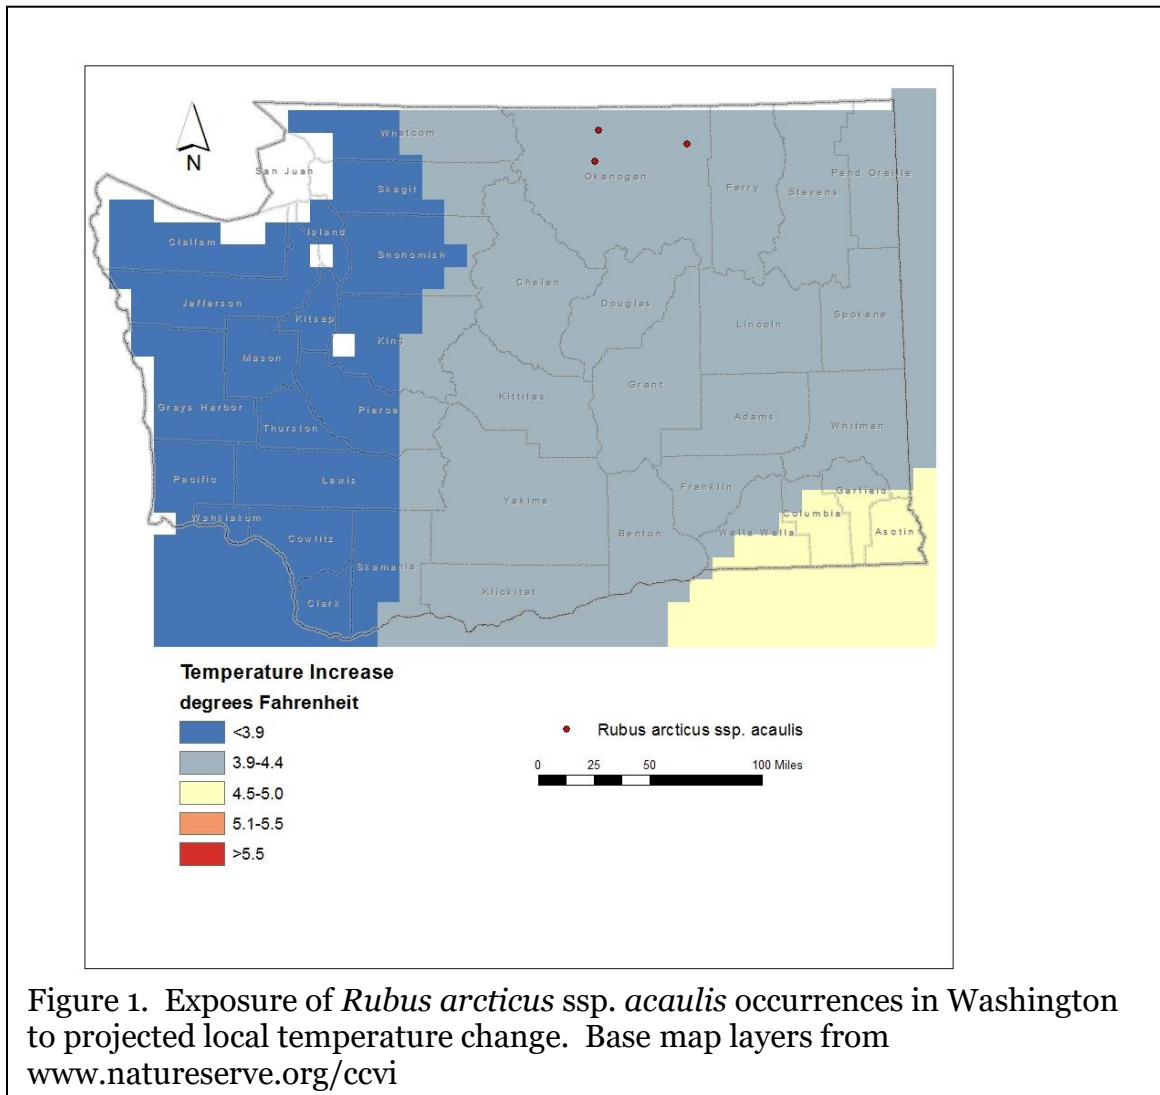 N
Whatcom
San Juan
Skagit
Okanogan
Ferry
Stevens
Pend Oreille
Island
Clallam
Snohomish
Chelan
Jefferson
Douglas
Kitsap
King
Lincoln
Spokane
Mason
Grant
Kittitas
Grays Harbor
Pierce
Adams
Thurston
Whitman
Pacific
Lewis
Franklin
Garfield
Yakima
Columbia
Wahkiakum
Asotin
Cowlitz
Benton
Walla Walla
Skamania
Klickitat
Clark
Temperature Increase
degrees Fahrenheit
<3.9
3.9-4.4
4.5-5.0
5.1-5.5
>5.5
Rubus arcticus ssp. acaulis
0 25 50 100 Miles
Figure 1. Exposure of Rubus arcticus ssp. acaulis occurrences in Washington
to projected local temperature change. Base map layers from
www.natureserve.org/ccvi